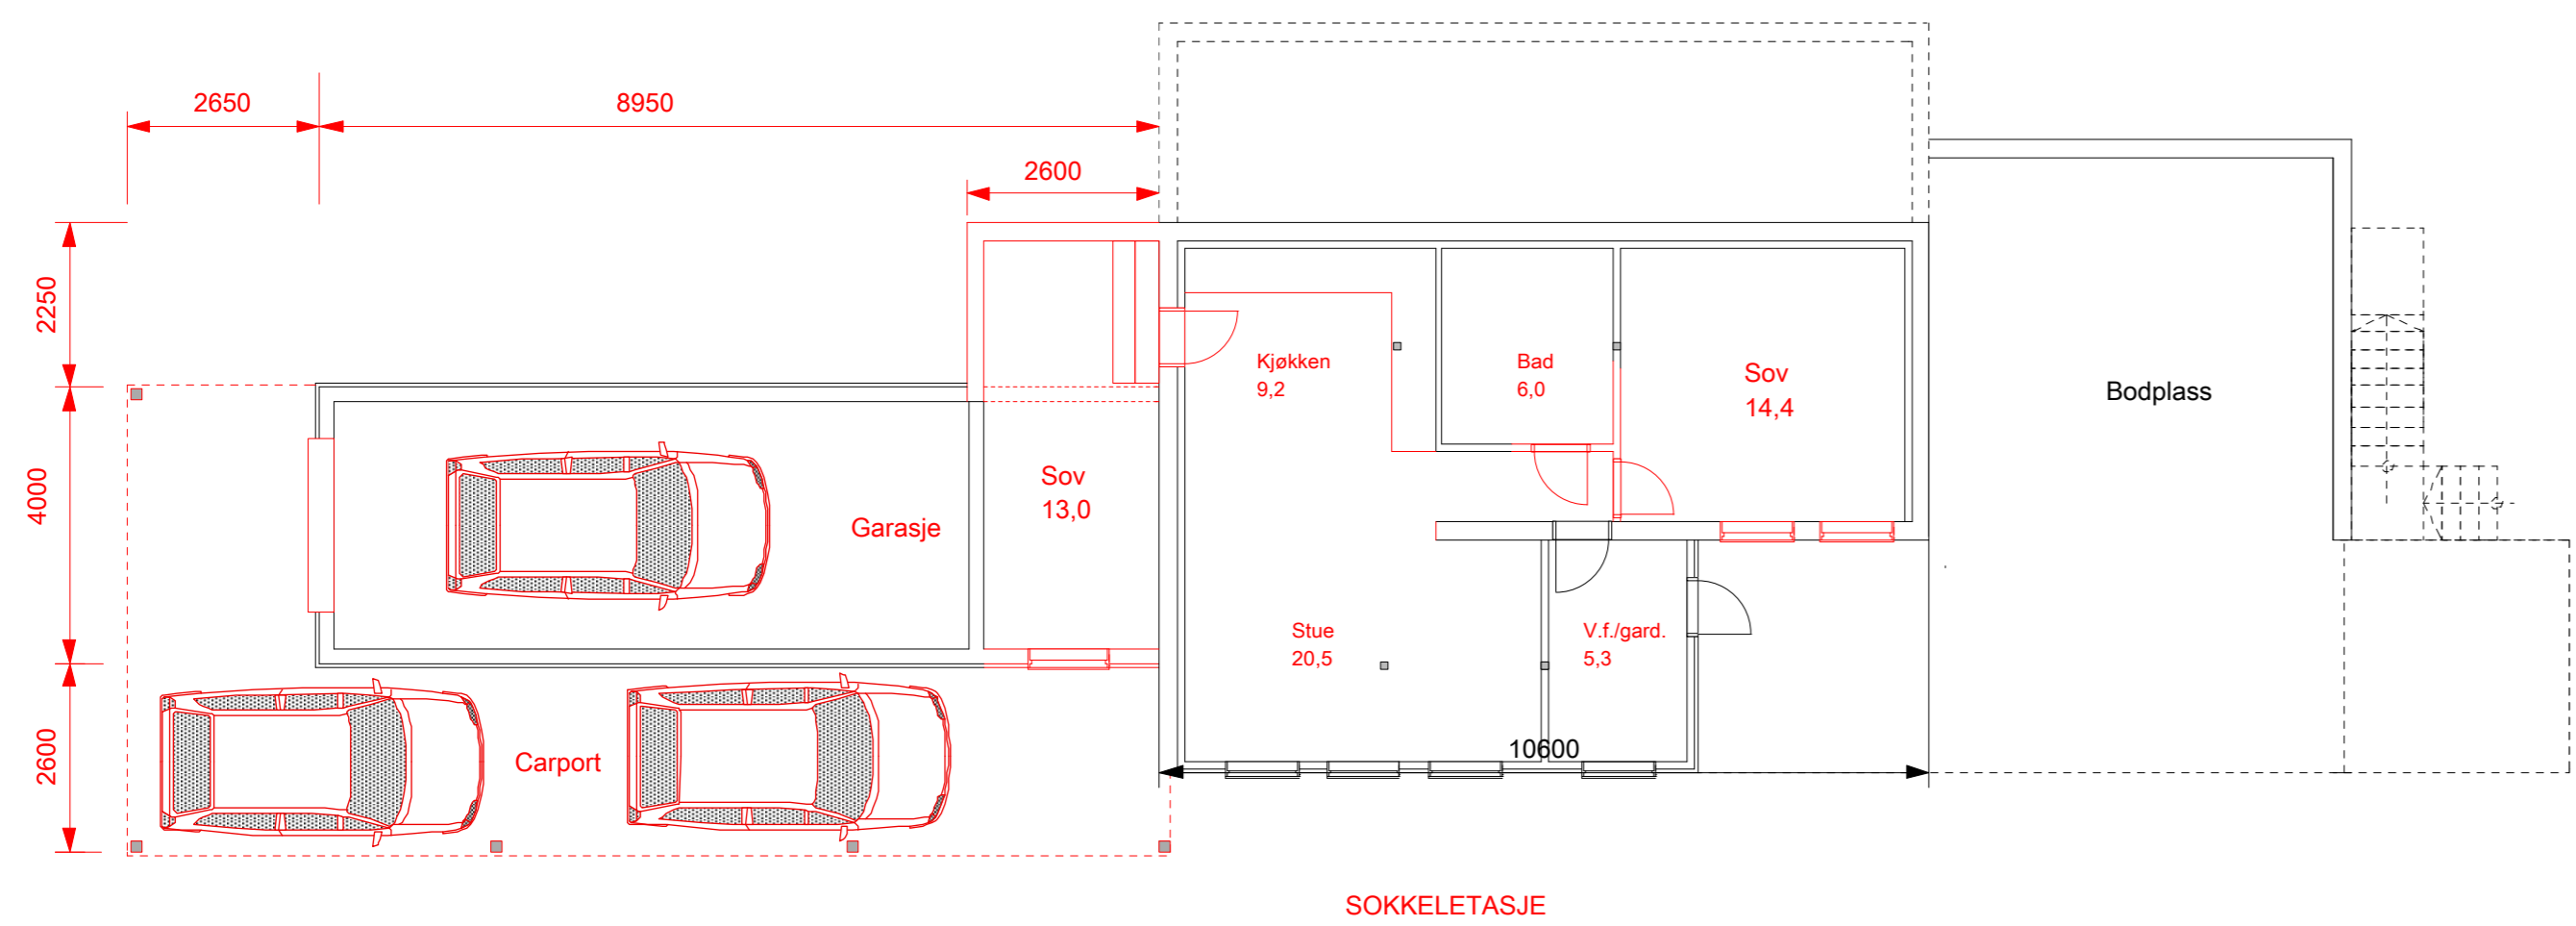 2650
8950
2600
2250
4000
2600
Kjøkken
9,2
Bad
6,0
Sov
14,4
Bodplass
Sov
13,0
Garasje
Stue
20,5
V.f./gard.
5,3
10600
Carport
SOKKELETASJE